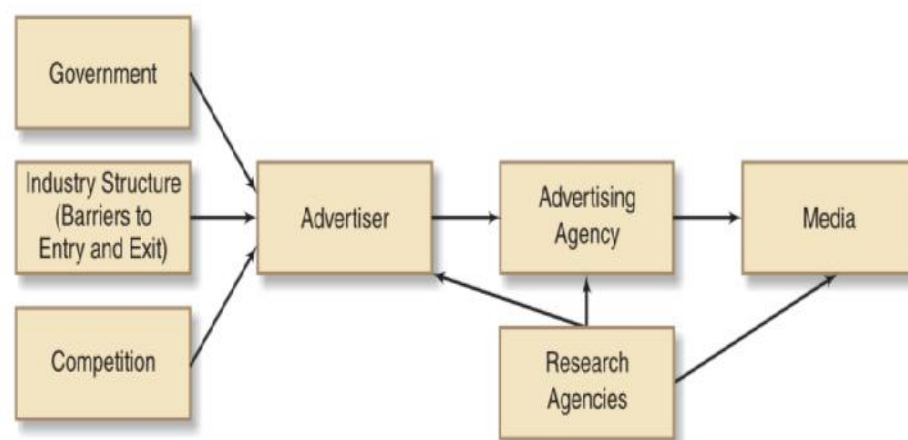 Government
Industry Structure
(Barriers to
Entry and Exit)
Competition
Advertiser
Advertising
Agency
Media
Research
Agencies